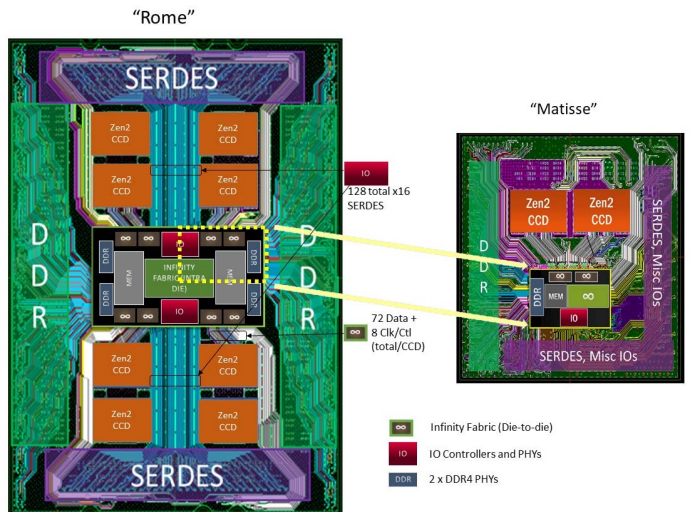 "Rome"
SERDES
Zen2
CCD
Zen2
CCD
Zen2
CCD
Zen2
CCD
IO
128 total x16
SERDES
D
D
R
D
D
R
∞
∞
∞
∞
DDR
DDR
MEM
INFINITY
FABRIC (INTRA
DIE)
DDR
∞
∞
IO
∞
∞
72 Data +
8 Clk/Ctl
(total/CCD)
∞
Zen2
CCD
Zen2
CCD
Zen2
CCD
Zen2
CCD
SERDES
"Matisse"
Zen2
CCD
Zen2
CCD
D
D
R
SERDES, Misc IOs
∞
∞
DDR
MEM
∞
IO
SERDES, Misc IOs
∞ Infinity Fabric (Die-to-die)
IO IO Controllers and PHYs
DDR 2 x DDR4 PHYs